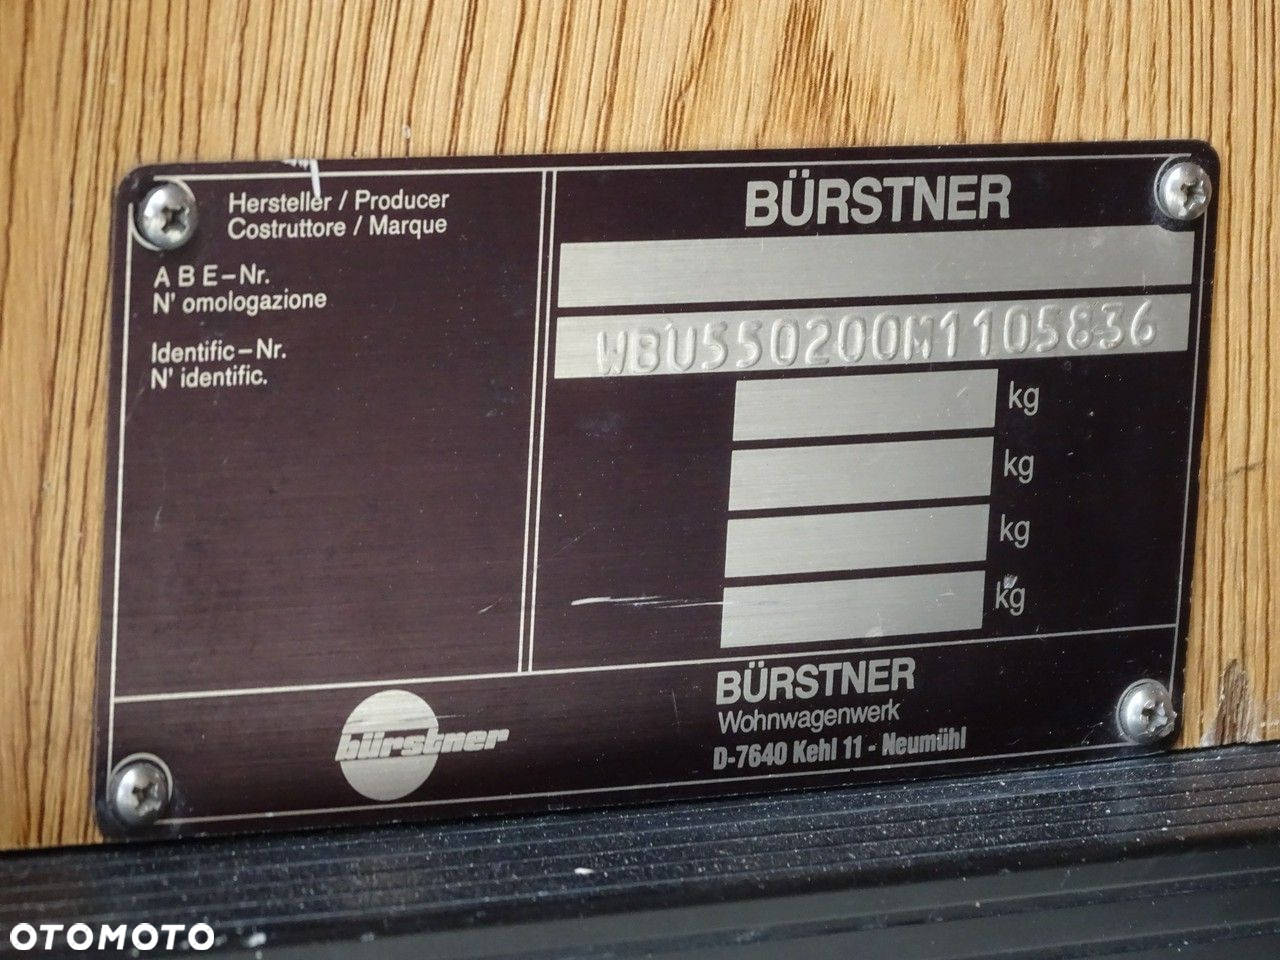 Hersteller / Producer
Costruttore / Marque
BÜRSTNER
A B E-Nr.
N' omologazione
Identific-Nr.
N' identific.
WBU550200M1105836
kg
kg
kg
kg
bürstner
BÜRSTNER
Wohnwagenwerk
D-7640 Kehl 11 - Neumühl
OTOMOTO